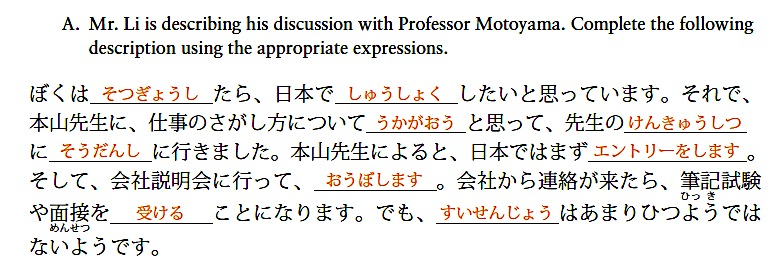 A. Mr. Li is describing his discussion with Professor Motoyama. Complete the following
description using the appropriate expressions.
ぼくは そつぎょうし たら、日本で しゅうしょく したいと思っています。それで、
本山先生に、仕事のさがし方について うかがおう と思って、先生の けんきゅうしつ
に そうだんし に行きました。本山先生によると、日本ではまず エントリーをします 。
そして、会社説明会に行って、 おうぼします 。会社から連絡が来たら、筆記試験
ひっき
や面接を 受ける ことになります。でも、 すいせんじょう はあまりひつようでは
めんせつ
ないようです。